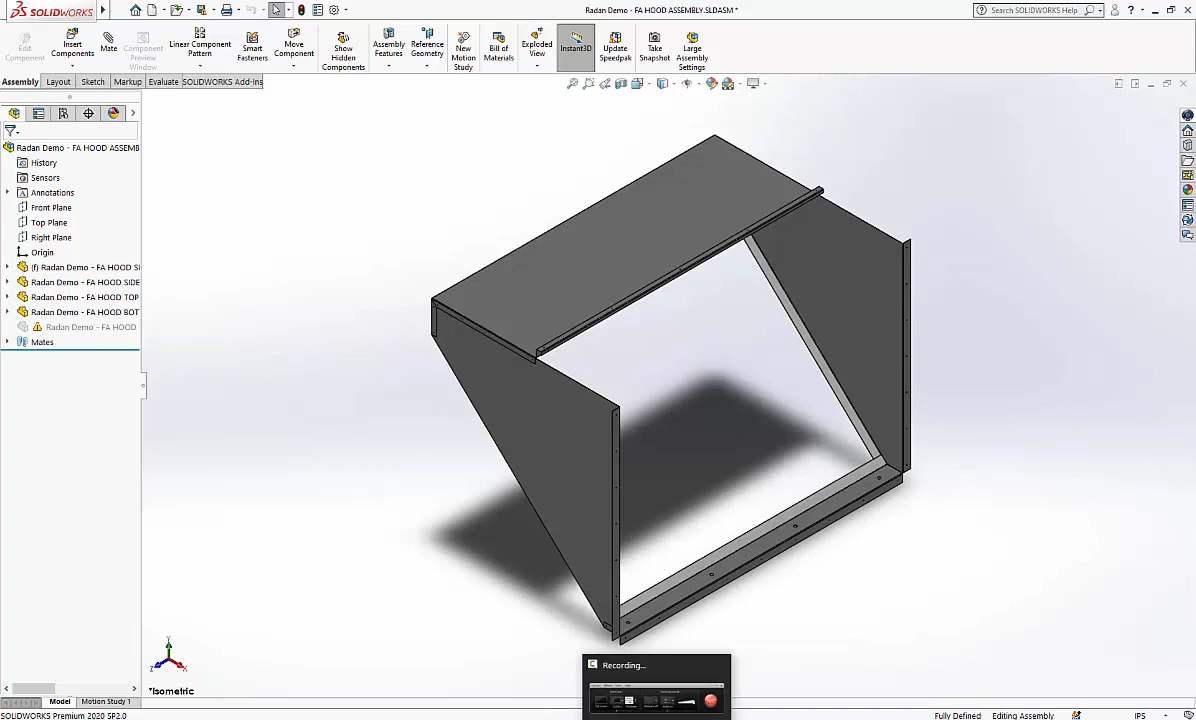 SOLIDWORKS
Radan Demo - FA HOOD ASSEMBLY.SLDASM *
Search SOLIDWORKS Help
Edit Component
Insert Components
Mate
Component Preview Window
Linear Component Pattern
Smart Fasteners
Move Component
Show Hidden Components
Assembly Features
Reference Geometry
New Motion Study
Bill of Materials
Exploded View
Instant3D
Update Speedpak
Take Snapshot
Large Assembly Settings
Assembly Layout Sketch Markup Evaluate SOLIDWORKS Add-Ins
Radan Demo - FA HOOD ASSEMB
History
Sensors
Annotations
Front Plane
Top Plane
Right Plane
Origin
(f) Radan Demo - FA HOOD SI
Radan Demo - FA HOOD SIDE
Radan Demo - FA HOOD TOP
Radan Demo - FA HOOD BOT
Radan Demo - FA HOOD
Mates
Y
Z
X
*Isometric
Recording...
Model Motion Study 1
SOLIDWORKS Premium 2020 SP2.0
Fully Defined Editing Assembly IPS